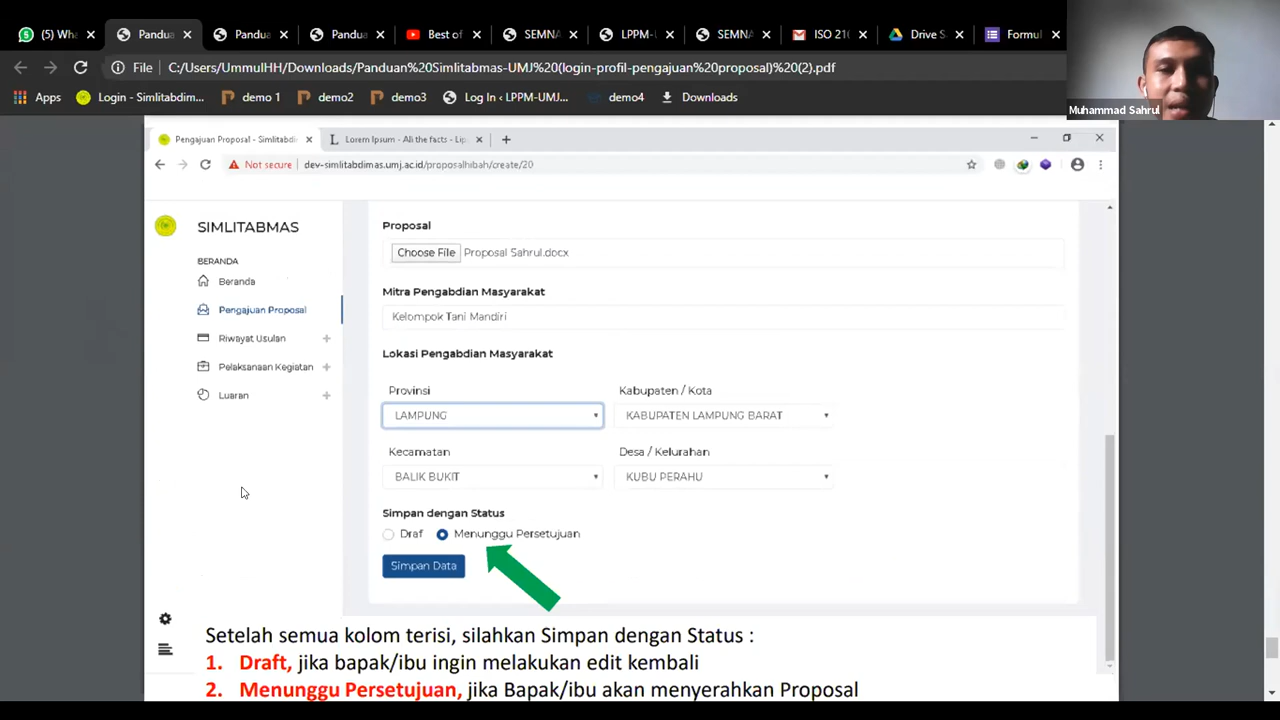 (5) Wha
Pandua
Pandua
Pandua
Best of
SEMNA
LPPM-L
SEMNA
ISO 210
Drive S
Formul
File C:/Users/UmmulHH/Downloads/Panduan%20Simlitabmas-UMJ%20(login-profil-pengajuan%20proposal)%20(2).pdf
Muhammad Sahrul
Apps
Login - Simlitabdim...
demo 1
demo2
demo3
Log In ‹ LPPM-UMJ...
demo4
Downloads
Pengajuan Proposal - Simlitabdi
Lorem Ipsum - All the facts - Lip
Not secure dev-simlitabdimas.umj.ac.id/proposalhibah/create/20
SIMLITABMAS
BERANDA
Beranda
Pengajuan Proposal
Riwayat Usulan
Pelaksanaan Kegiatan
Luaran
Proposal
Choose File Proposal Sahrul.docx
Mitra Pengabdian Masyarakat
Kelompok Tani Mandiri
Lokasi Pengabdian Masyarakat
Provinsi
Kabupaten / Kota
LAMPUNG
KABUPATEN LAMPUNG BARAT
Kecamatan
Desa / Kelurahan
BALIK BUKIT
KUBU PERAHU
Simpan dengan Status
Draf Menunggu Persetujuan
Simpan Data
Setelah semua kolom terisi, silahkan Simpan dengan Status :
1. Draft, jika bapak/ibu ingin melakukan edit kembali
2. Menunggu Persetujuan, jika Bapak/ibu akan menyerahkan Proposal